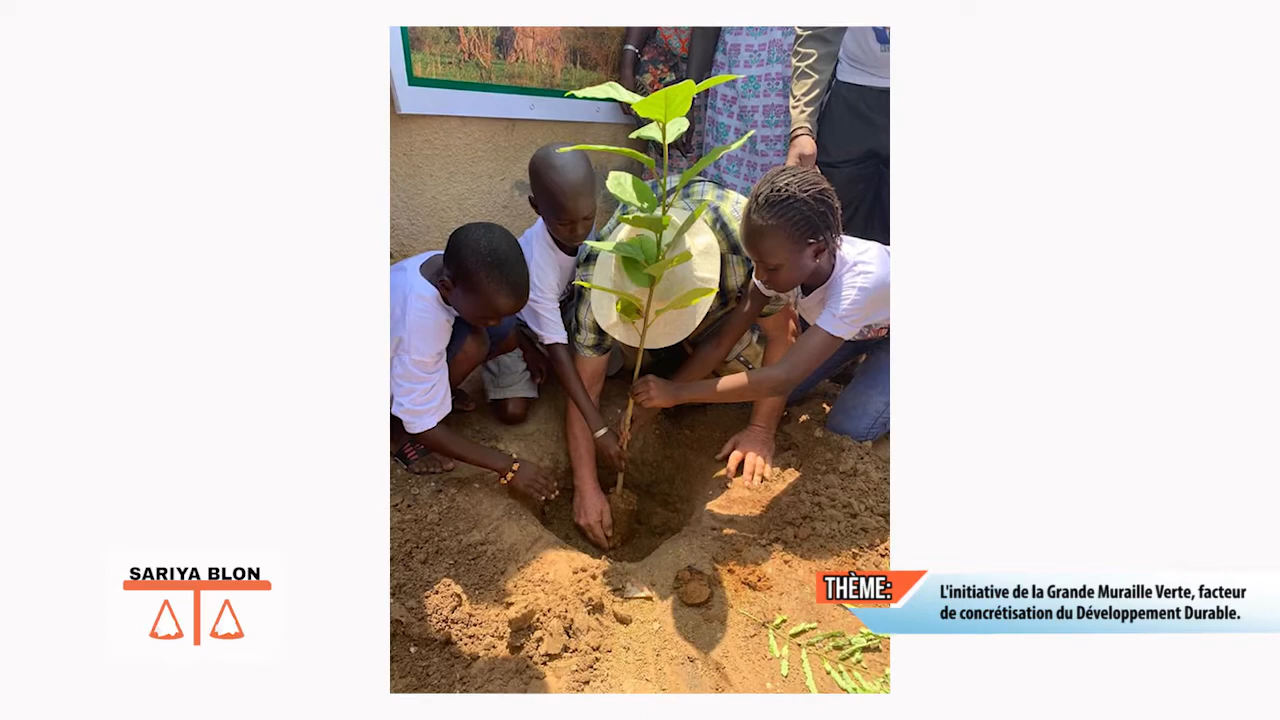 SARIYA BLON
THÈME:
L'initiative de la Grande Muraille Verte, facteur
de concrétisation du Développement Durable.